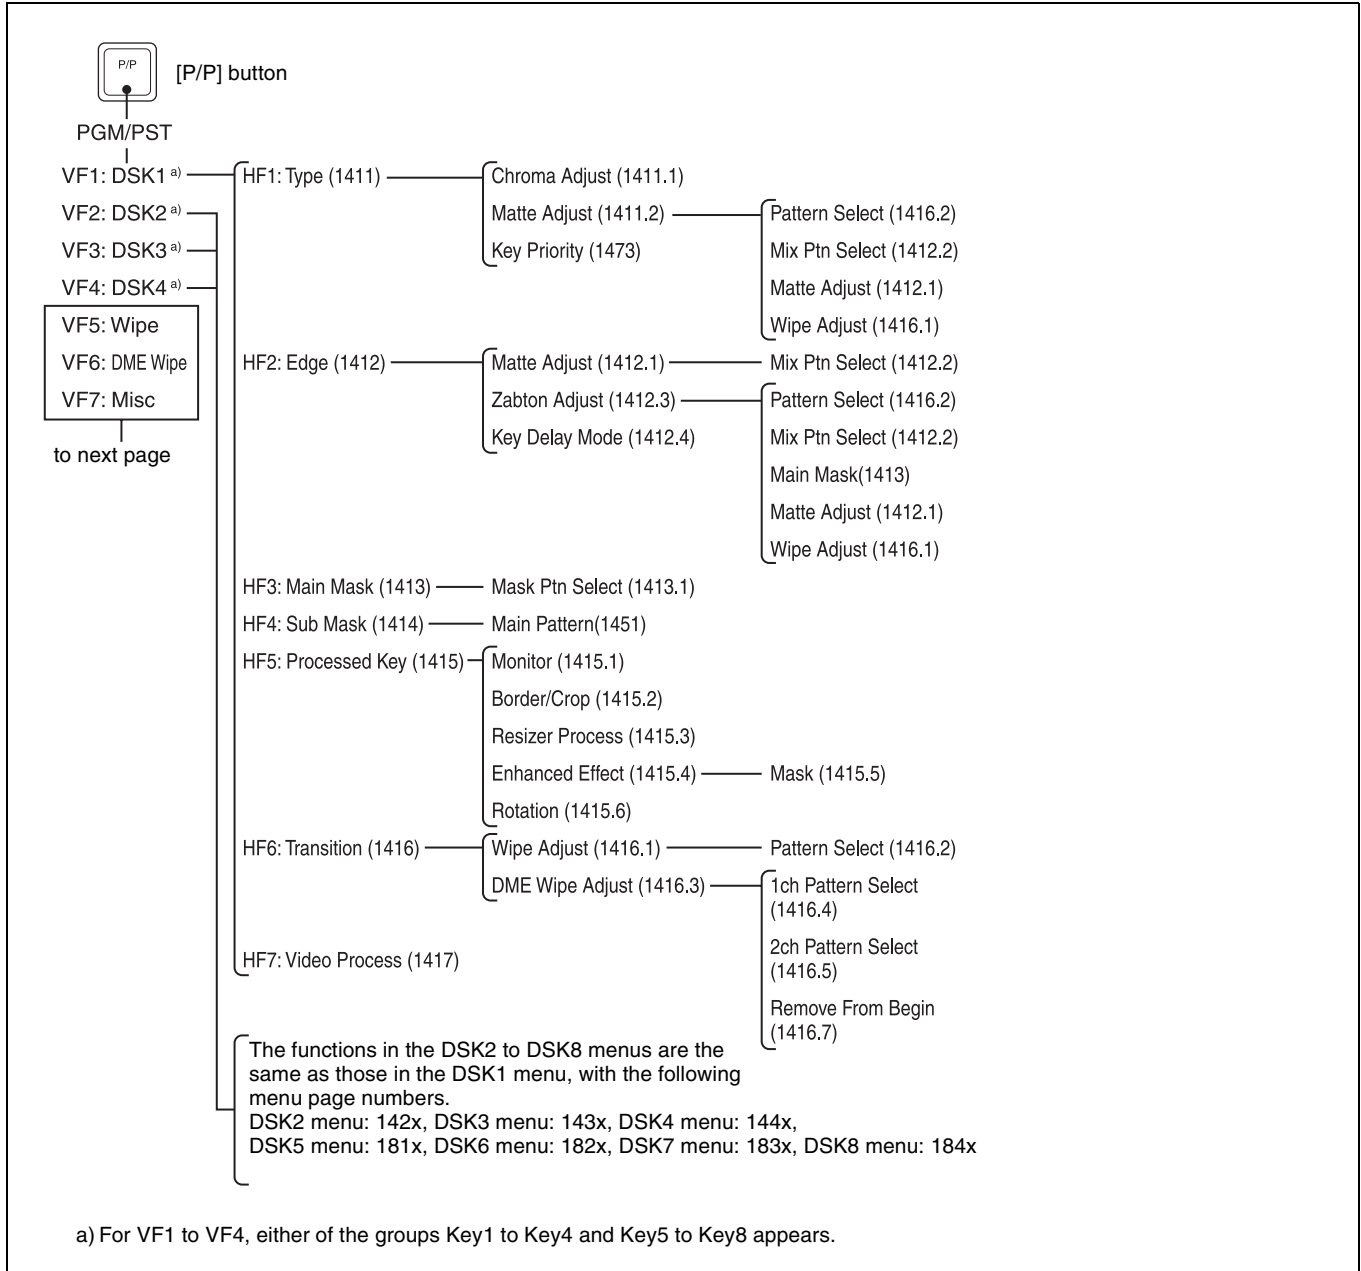 P/P
[P/P] button
PGM/PST
VF1: DSK1 a)
HF1: Type (1411)
Chroma Adjust (1411.1)
VF2: DSK2 a)
Matte Adjust (1411.2)
Pattern Select (1416.2)
VF3: DSK3 a)
Key Priority (1473)
Mix Ptn Select (1412.2)
VF4: DSK4 a)
Matte Adjust (1412.1)
VF5: Wipe
Wipe Adjust (1416.1)
VF6: DME Wipe
HF2: Edge (1412)
Matte Adjust (1412.1)
Mix Ptn Select (1412.2)
VF7: Misc
Zabton Adjust (1412.3)
Pattern Select (1416.2)
to next page
Key Delay Mode (1412.4)
Mix Ptn Select (1412.2)
Main Mask(1413)
Matte Adjust (1412.1)
Wipe Adjust (1416.1)
HF3: Main Mask (1413)
Mask Ptn Select (1413.1)
HF4: Sub Mask (1414)
Main Pattern(1451)
HF5: Processed Key (1415)
Monitor (1415.1)
Border/Crop (1415.2)
Resizer Process (1415.3)
Enhanced Effect (1415.4)
Mask (1415.5)
Rotation (1415.6)
HF6: Transition (1416)
Wipe Adjust (1416.1)
Pattern Select (1416.2)
DME Wipe Adjust (1416.3)
1ch Pattern Select
(1416.4)
2ch Pattern Select
(1416.5)
HF7: Video Process (1417)
Remove From Begin
(1416.7)
The functions in the DSK2 to DSK8 menus are the
same as those in the DSK1 menu, with the following
menu page numbers.
DSK2 menu: 142x, DSK3 menu: 143x, DSK4 menu: 144x,
DSK5 menu: 181x, DSK6 menu: 182x, DSK7 menu: 183x, DSK8 menu: 184x
a) For VF1 to VF4, either of the groups Key1 to Key4 and Key5 to Key8 appears.